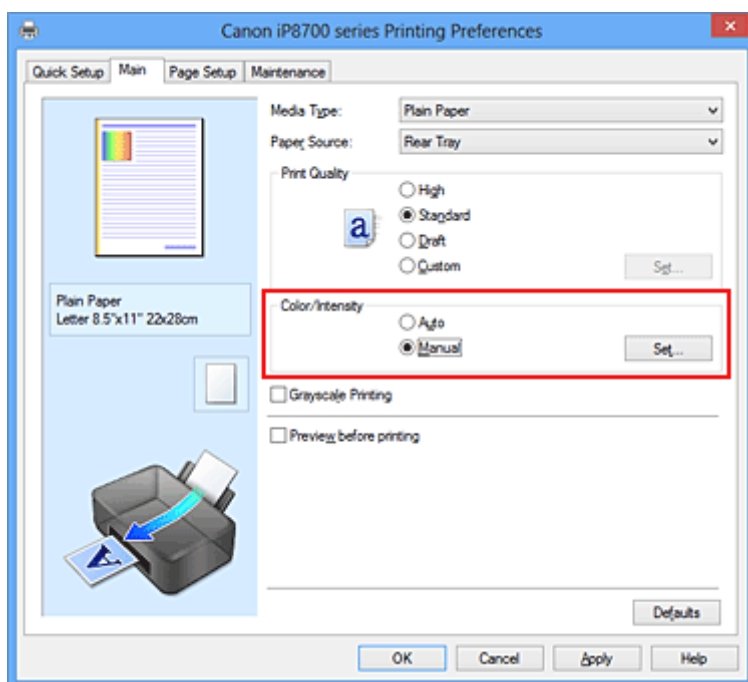 Canon iP8700 series Printing Preferences
Quick Setup Main Page Setup Maintenance
Media Type: Plain Paper
Paper Source: Rear Tray
Print Quality
High
a Standard
Draft
Custom Set...
Plain Paper
Letter 8.5"x11" 22x28cm
Color/Intensity
Auto
Manual Set...
Grayscale Printing
Preview before printing
A
Defaults
OK Cancel Apply Help